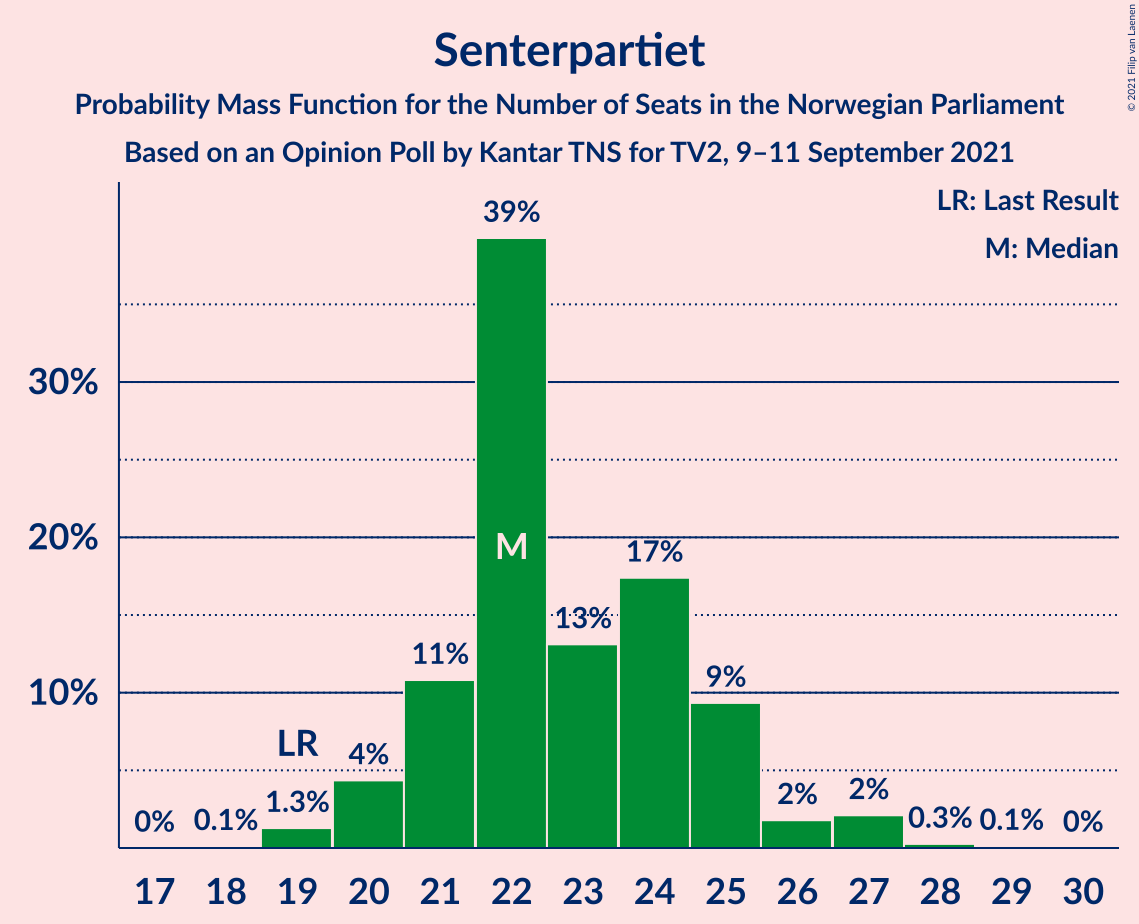 © 2021 Filip van Laenen
Senterpartiet
Probability Mass Function for the Number of Seats in the Norwegian Parliament
Based on an Opinion Poll by Kantar TNS for TV2, 9–11 September 2021
LR: Last Result
M: Median
39%
30%
20%
M
17%
13%
11%
10%
9%
LR
4%
1.3%
2%
2%
0%
0.1%
0.3%
0.1%
0%
17 18 19 20 21 22 23 24 25 26 27 28 29 30